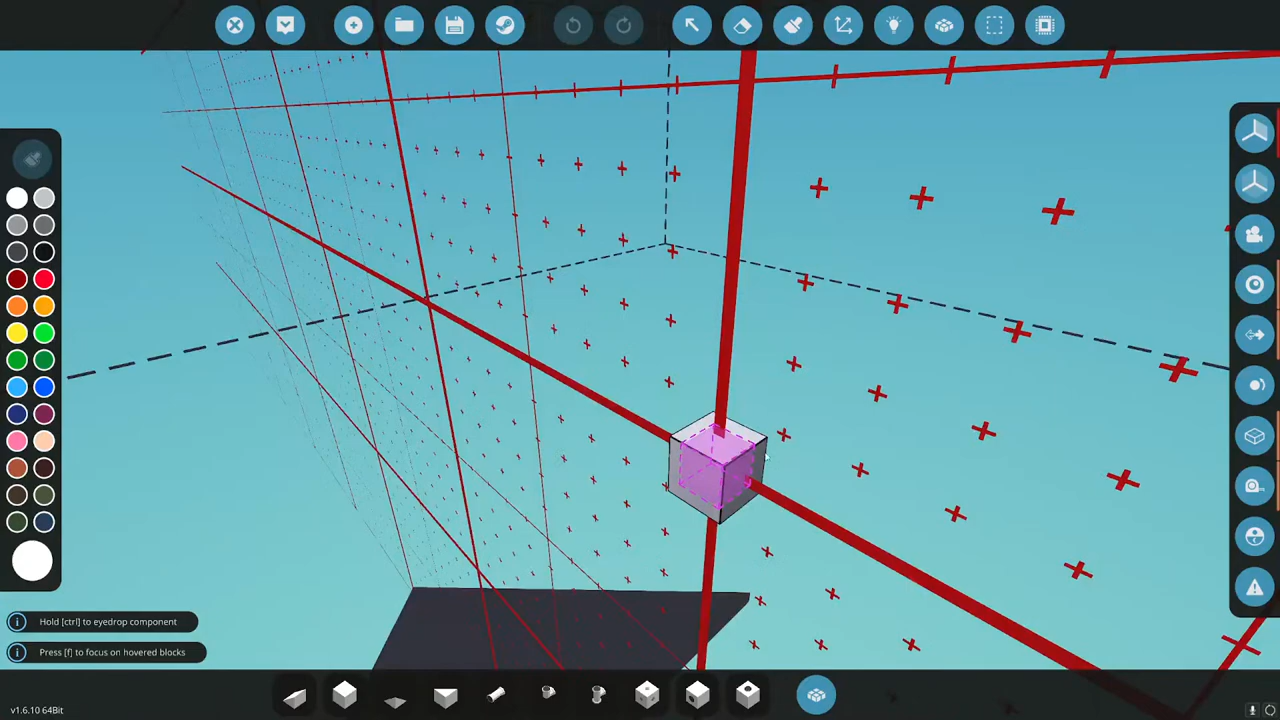 Hold [ctrl] to eyedrop component
Press [f] to focus on hovered blocks
v1.6.10 64Bit